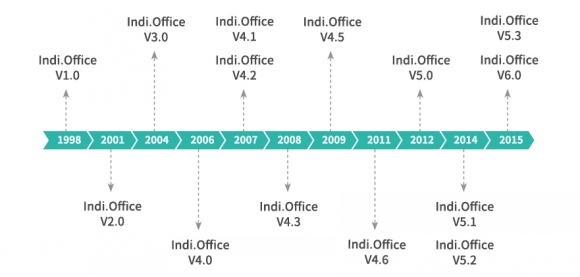 Indi.Office
V1.0
Indi.Office
V3.0
Indi.Office
V4.1
Indi.Office
V4.2
Indi.Office
V4.5
Indi.Office
V5.0
Indi.Office
V5.3
Indi.Office
V6.0
1998 2001 2004 2006 2007 2008 2009 2011 2012 2014 2015
Indi.Office
V2.0
Indi.Office
V4.0
Indi.Office
V4.3
Indi.Office
V4.6
Indi.Office
V5.1
Indi.Office
V5.2